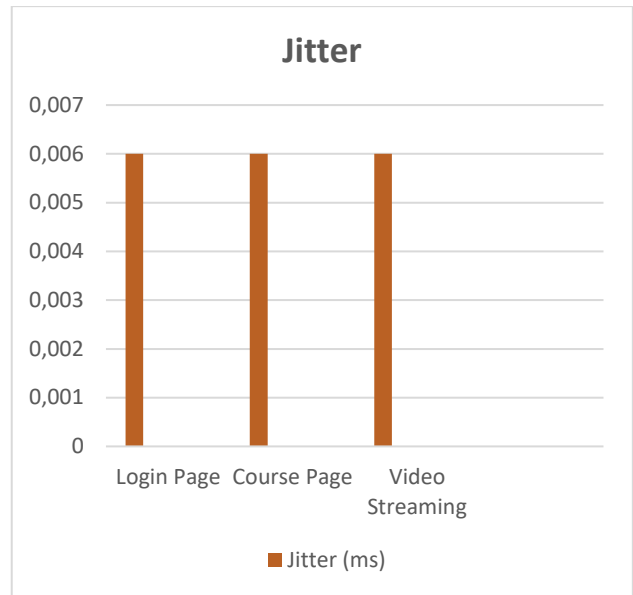 Jitter
0,007
0,006
0,005
0,004
0,003
0,002
0,001
0
Login Page Course Page Video
Streaming
Jitter (ms)